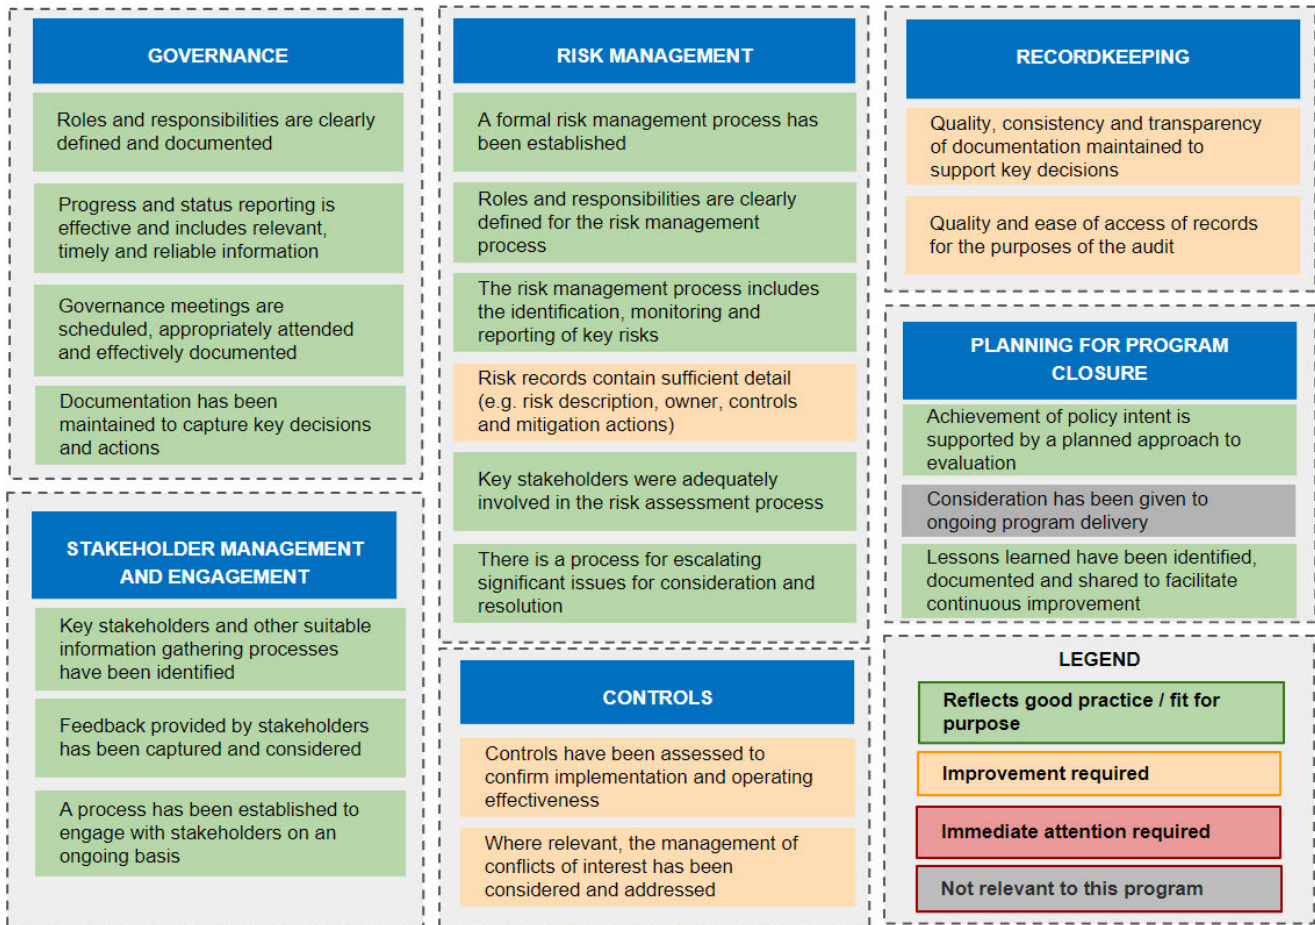 GOVERNANCE
Roles and responsibilities are clearly
defined and documented
Progress and status reporting is
effective and includes relevant,
timely and reliable information
Governance meetings are
scheduled, appropriately attended
and effectively documented
Documentation has been
maintained to capture key decisions
and actions
STAKEHOLDER MANAGEMENT
AND ENGAGEMENT
Key stakeholders and other suitable
information gathering processes
have been identified
Feedback provided by stakeholders
has been captured and considered
A process has been established to
engage with stakeholders on an
ongoing basis
RISK MANAGEMENT
A formal risk management process has
been established
Roles and responsibilities are clearly
defined for the risk management
process
The risk management process includes
the identification, monitoring and
reporting of key risks
Risk records contain sufficient detail
(e.g. risk description, owner, controls
and mitigation actions)
Key stakeholders were adequately
involved in the risk assessment process
There is a process for escalating
significant issues for consideration and
resolution
CONTROLS
Controls have been assessed to
confirm implementation and operating
effectiveness
Where relevant, the management of
conflicts of interest has been
considered and addressed
RECORDKEEPING
Quality, consistency and transparency
of documentation maintained to
support key decisions
Quality and ease of access of records
for the purposes of the audit
PLANNING FOR PROGRAM
CLOSURE
Achievement of policy intent is
supported by a planned approach to
evaluation
Consideration has been given to
ongoing program delivery
Lessons learned have been identified,
documented and shared to facilitate
continuous improvement
LEGEND
Reflects good practice / fit for
purpose
Improvement required
Immediate attention required
Not relevant to this program